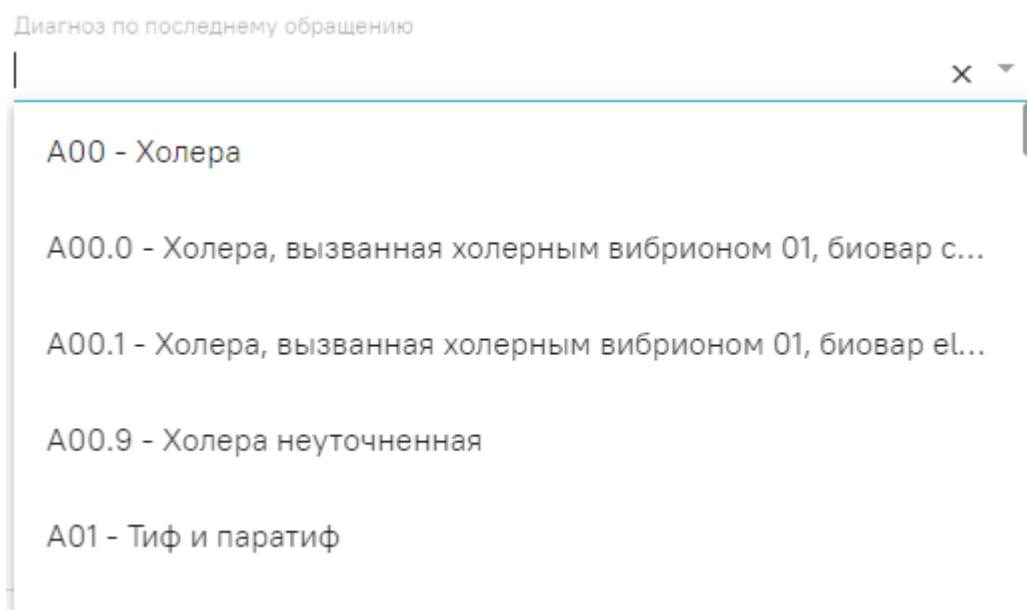 Диагноз по последнему обращению
A00 - Холера
A00.0 - Холера, вызванная холерным вибрионом 01, биовар c...
A00.1 - Холера, вызванная холерным вибрионом 01, биовар el...
A00.9 - Холера неуточненная
A01 - Тиф и паратиф